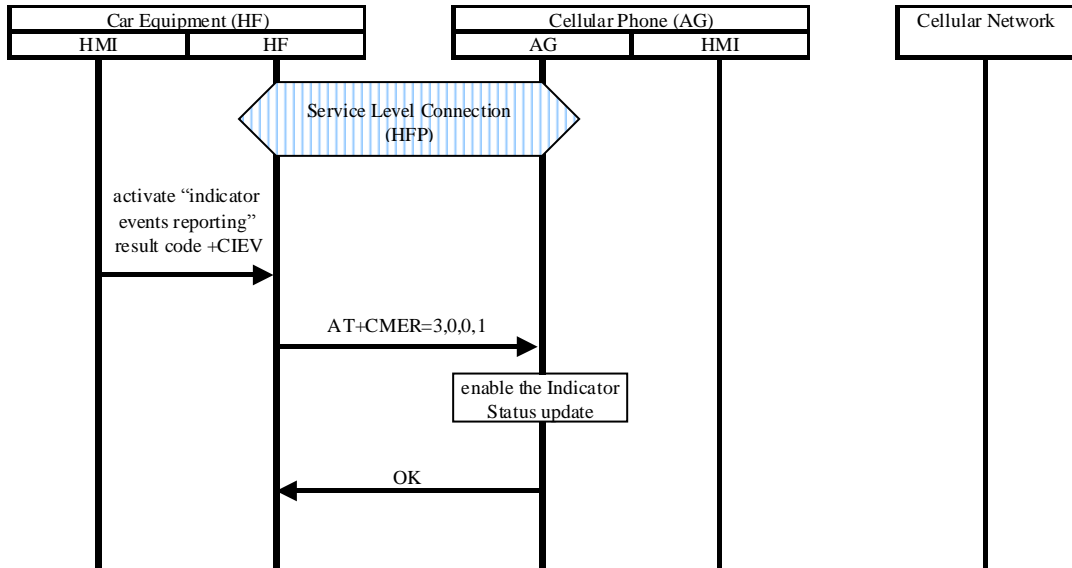 Car Equipment (HF)
Cellular Phone (AG)
Cellular Network
HMI
HF
AG
HMI
Service Level Connection
(HFP)
activate “indicator
events reporting”
result code +CIEV
AT+CMER=3,0,0,1
enable the Indicator
Status update
OK